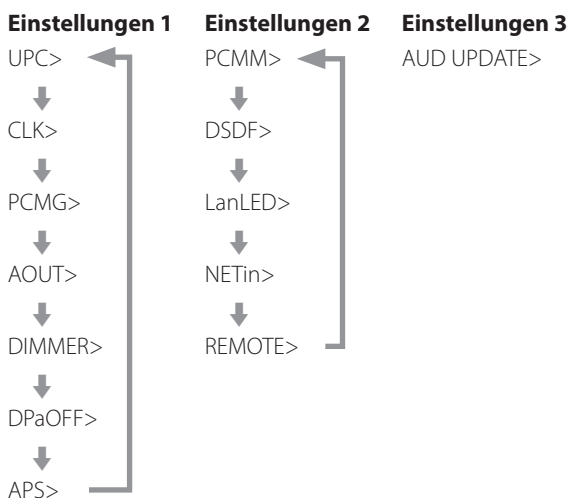 Einstellungen 1
UPC>
CLK>
PCMG>
AOUT>
DIMMER>
DPaOFF>
APS>
Einstellungen 2
PCMM>
DSDF>
LanLED>
NETin>
REMOTE>
Einstellungen 3
AUD UPDATE>